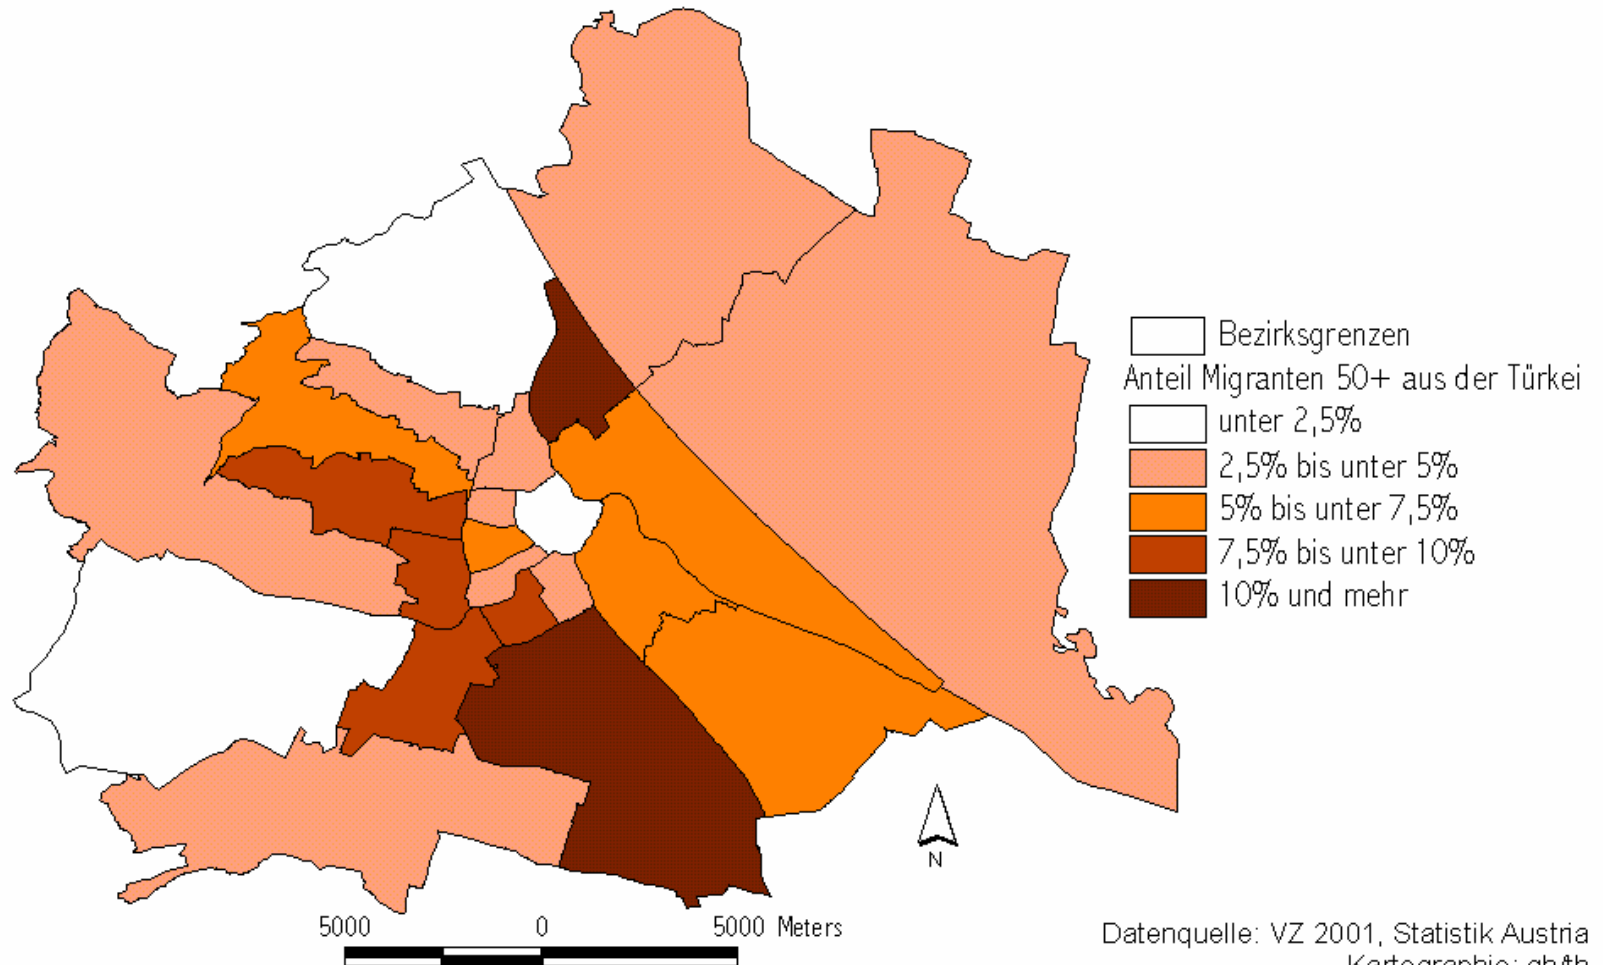 Bezirksgrenzen
Anteil Migranten 50+ aus der Türkei
unter 2,5%
2,5% bis unter 5%
5% bis unter 7,5%
7,5% bis unter 10%
10% und mehr
N
5000 0 5000 Meters
Datenquelle: VZ 2001, Statistik Austria
Kartographie: